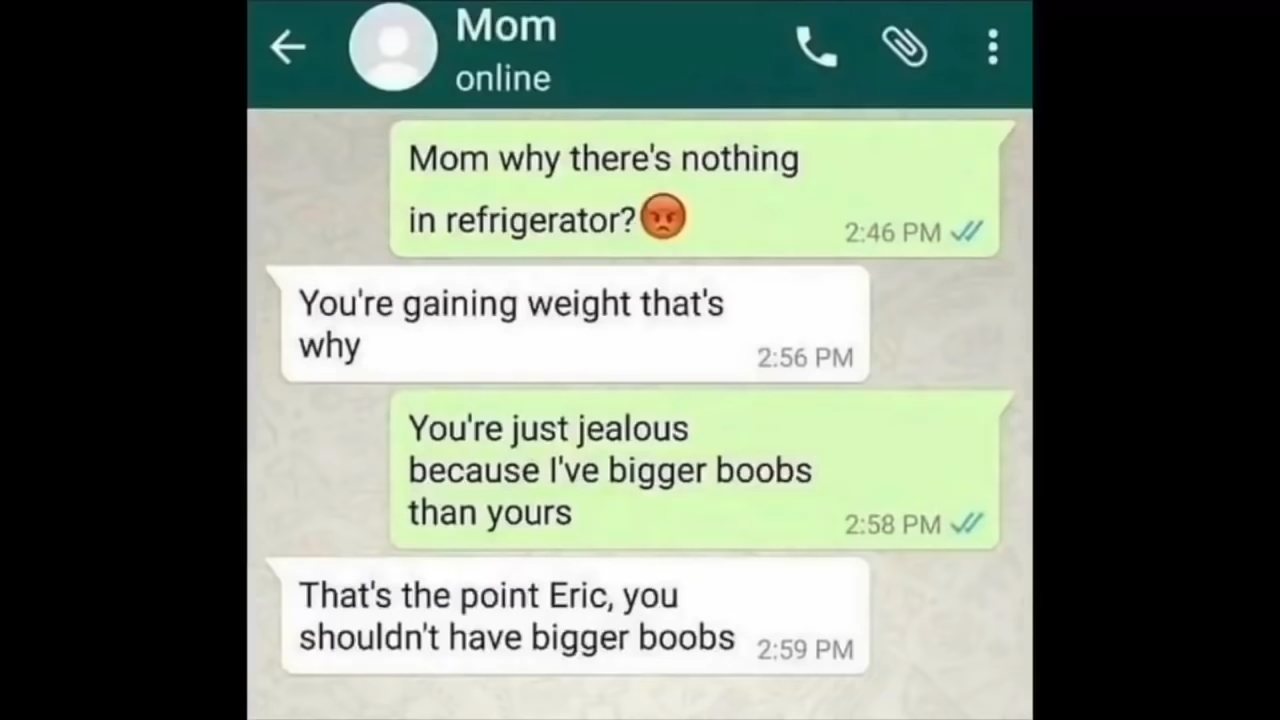 Mom
online
Mom why there's nothing
in refrigerator?😡
2:46 PM
You're gaining weight that's
why
2:56 PM
You're just jealous
because I've bigger boobs
than yours
2:58 PM
That's the point Eric, you
shouldn't have bigger boobs
2:59 PM